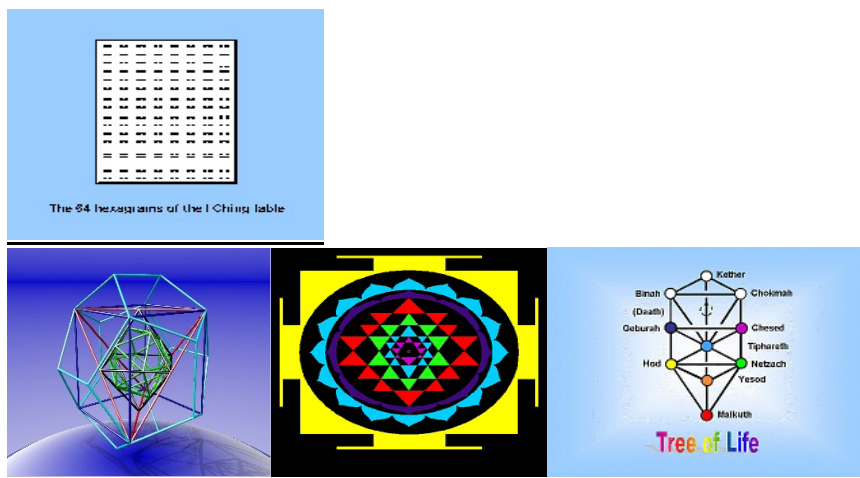 The 64 hexagrams of the I Ching table
Kether
Binah
Chokmah
(Daath)
Geburah
Chesed
Tiphareth
Hod
Netzach
Yesod
Malkuth
Tree of Life